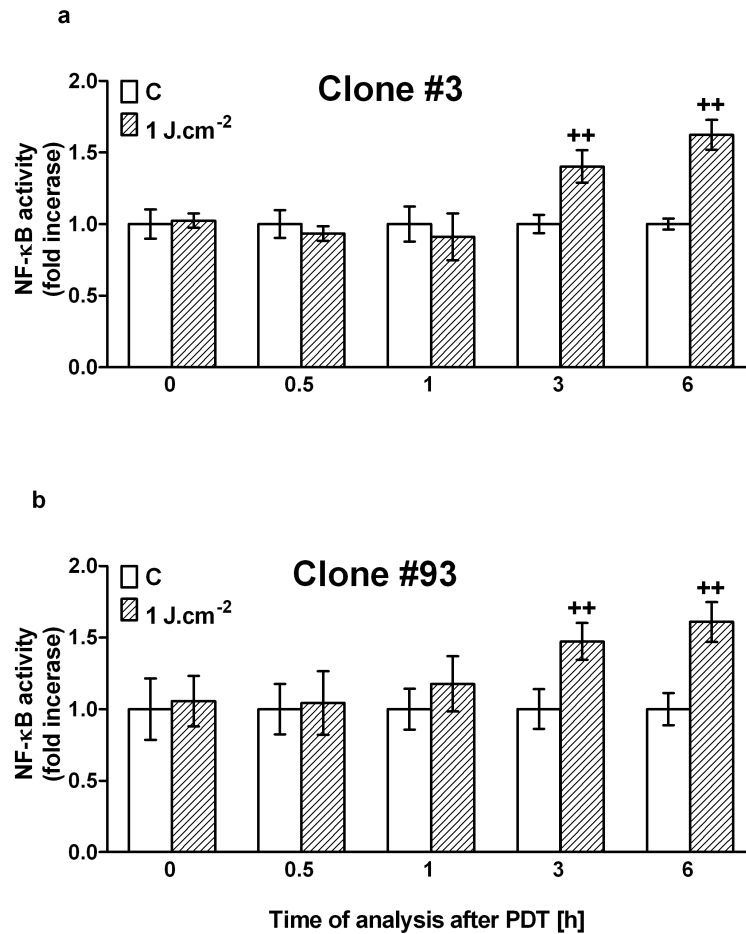 a
Clone #3
C
1 J.cm-2
NF-κB activity
(fold incerase)
2.0
1.5
1.0
0.5
0.0
++
++
0 0.5 1 3 6
b
Clone #93
C
1 J.cm-2
NF-κB activity
(fold incerase)
2.0
1.5
1.0
0.5
0.0
++
++
0 0.5 1 3 6
Time of analysis after PDT [h]